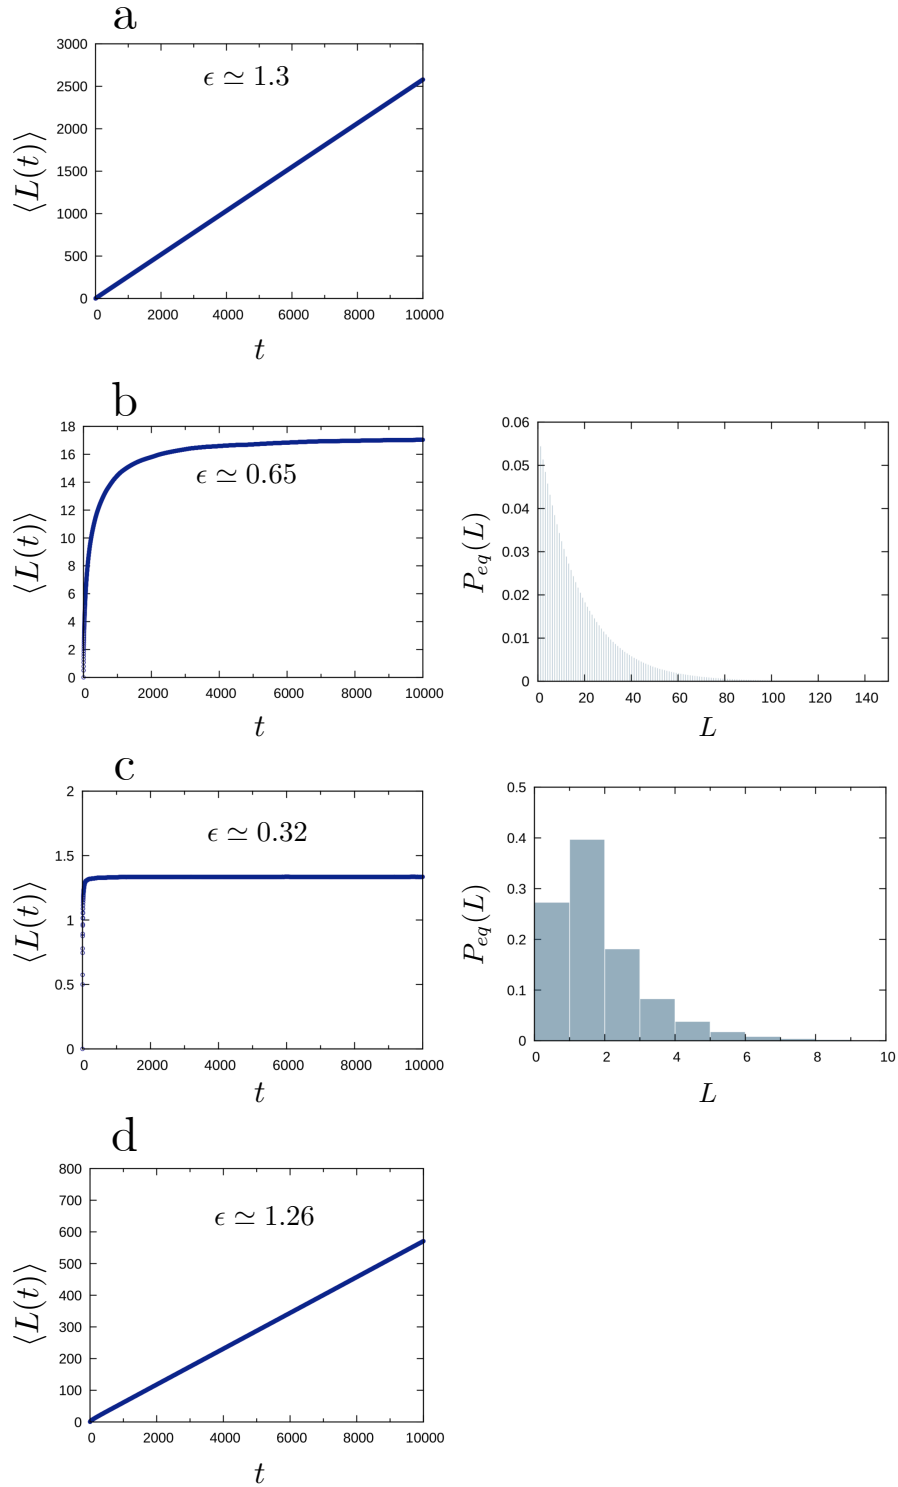 a
3000
2500
2000
1500
1000
500
0
⟨L(t)⟩
ϵ ≃ 1.3
0 2000 4000 6000 8000 10000
t
b
18
16
14
12
10
8
6
4
2
0
⟨L(t)⟩
ϵ ≃ 0.65
0 2000 4000 6000 8000 10000
t
0.06
0.05
0.04
0.03
0.02
0.01
0
P_{eq}(L)
0 20 40 60 80 100 120 140
L
c
2
1.5
1
0.5
0
⟨L(t)⟩
ϵ ≃ 0.32
0 2000 4000 6000 8000 10000
t
0.5
0.4
0.3
0.2
0.1
0
P_{eq}(L)
0 2 4 6 8 10
L
d
800
700
600
500
400
300
200
100
0
⟨L(t)⟩
ϵ ≃ 1.26
0 2000 4000 6000 8000 10000
t